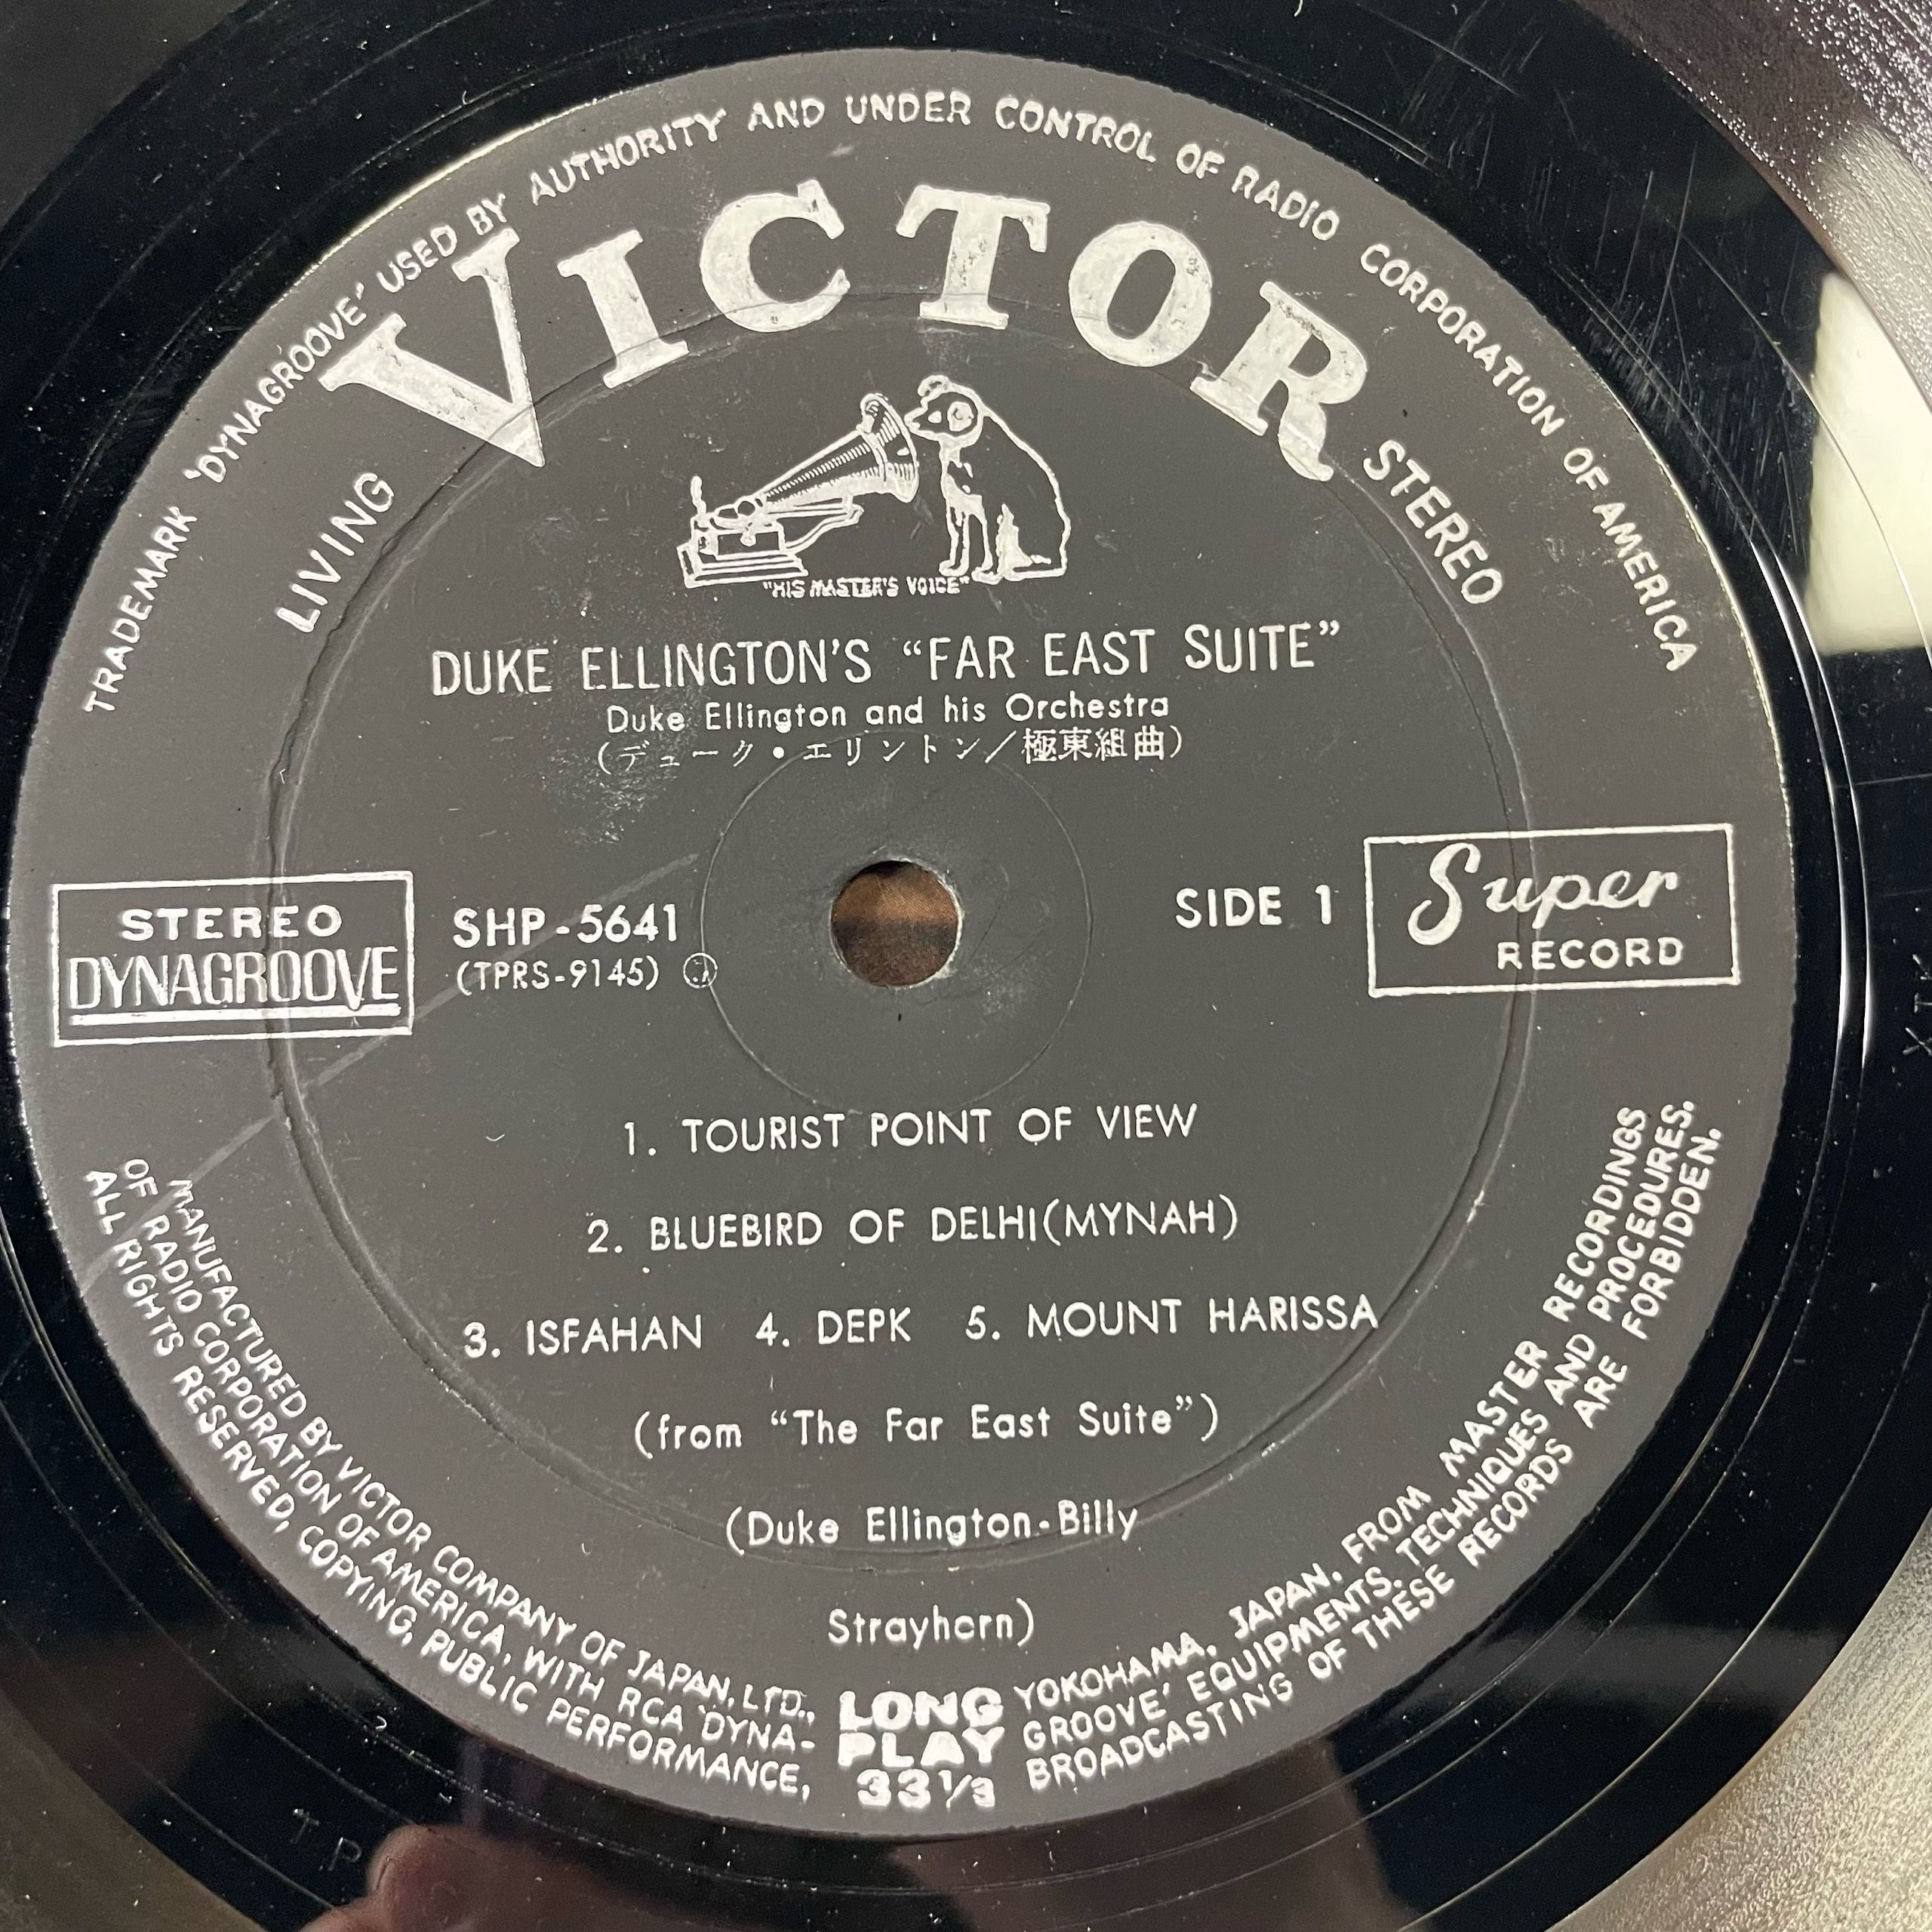 TRADEMARK 'DYNAGROOVE' USED BY AUTHORITY AND UNDER CONTROL OF RADIO CORPORATION OF AMERICA
VICTOR
LIVING STEREO
"HIS MASTER'S VOICE"
DUKE ELLINGTON'S “FAR EAST SUITE”
Duke Ellington and his Orchestra
(デューク・エリントン/極東組曲)
STEREO
DYNAGROOVE
SHP-5641
(TPRS-9145)
SIDE 1
Super
RECORD
1. TOURIST POINT OF VIEW
2. BLUEBIRD OF DELHI(MYNAH)
3. ISFAHAN 4. DEPK 5. MOUNT HARISSA
(from “The Far East Suite”)
(Duke Ellington-Billy
Strayhorn)
MANUFACTURED BY VICTOR COMPANY OF JAPAN, LTD., YOKOHAMA, JAPAN, FROM MASTER RECORDINGS
OF RADIO CORPORATION OF AMERICA, WITH RCA 'DYNA-GROOVE' EQUIPMENTS, TECHNIQUES AND PROCEDURES.
ALL RIGHTS RESERVED, COPYING, PUBLIC PERFORMANCE, BROADCASTING OF THESE RECORDS ARE FORBIDDEN.
LONG
PLAY
33 1/3